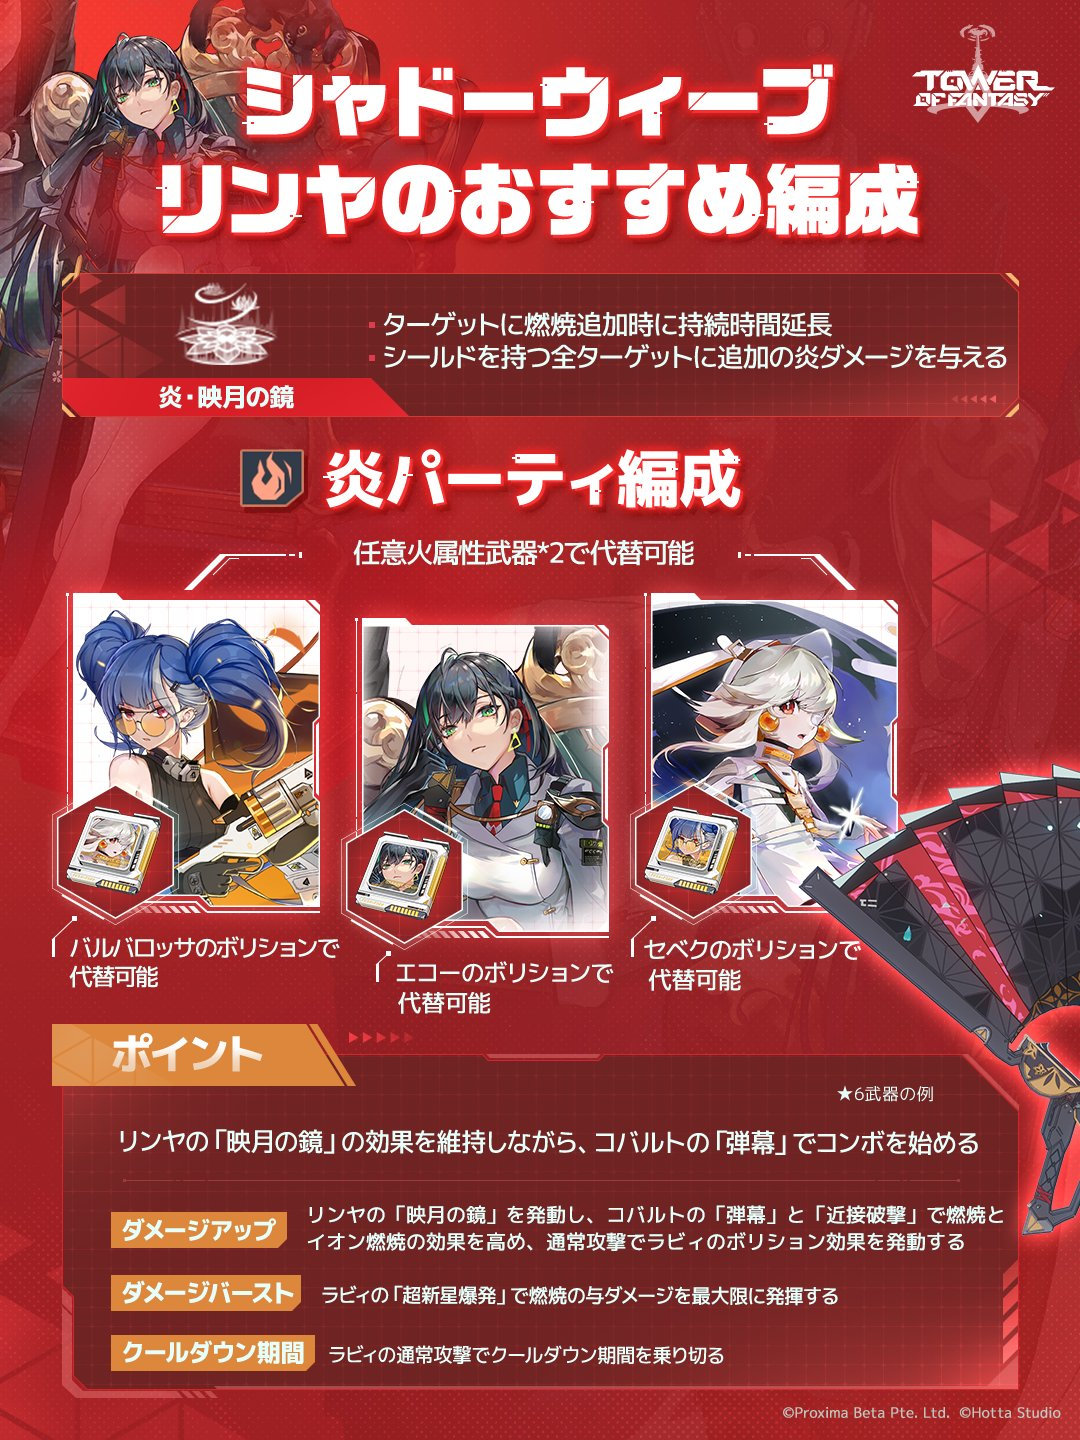 TOWER
OF FANTASY
シャドーウィーブ
リンヤのおすすめ編成
▪ターゲットに燃焼追加時に持続時間延長
▪シールドを持つ全ターゲットに追加の炎ダメージを与える
炎・映月の鏡
炎パーティ編成
任意火属性武器*2で代替可能
バルバロッサのボリションで
代替可能
エコーのボリションで
代替可能
セベクのボリションで
代替可能
ポイント
★6武器の例
リンヤの「映月の鏡」の効果を維持しながら、コバルトの「弾幕」でコンボを始める
ダメージアップ
リンヤの「映月の鏡」を発動し、コバルトの「弾幕」と「近接破撃」で燃焼と
イオン燃焼の効果を高め、通常攻撃でラビィのボリション効果を発動する
ダメージバースト
ラビィの「超新星爆発」で燃焼の与ダメージを最大限に発揮する
クールダウン期間
ラビィの通常攻撃でクールダウン期間を乗り切る
©Proxima Beta Pte. Ltd. ©Hotta Studio